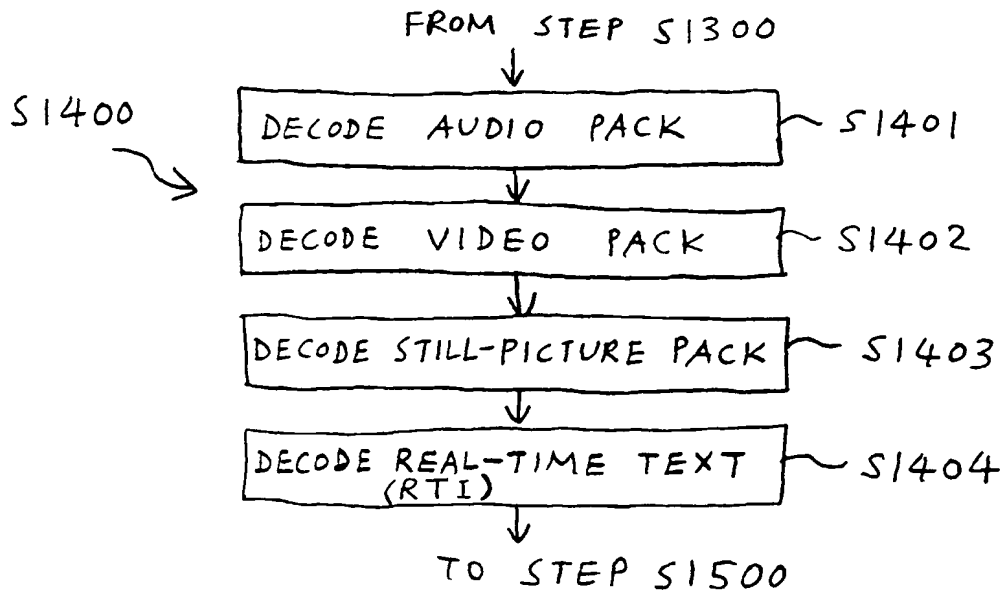 FROM STEP S1300
S1400
DECODE AUDIO PACK S1401
DECODE VIDEO PACK S1402
DECODE STILL-PICTURE PACK S1403
DECODE REAL-TIME TEXT S1404
(RTI)
TO STEP S1500